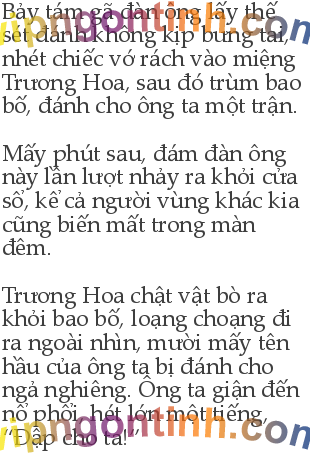 Bảy tám gã đàn ông lấy thế
sét đánh không kịp bưng tai,
nhét chiếc vớ rách vào miệng
Trương Hoa, sau đó trùm bao
bố, đánh cho ông ta một trận.
Mấy phút sau, đám đàn ông
này lần lượt nhảy ra khỏi cửa
sổ, kể cả người vùng khác kia
cũng biến mất trong màn
đêm.
Trương Hoa chật vật bò ra
khỏi bao bố, loạng choạng đi
ra ngoài nhìn, mười mấy tên
hầu của ông ta bị đánh cho
ngả nghiêng. Ông ta giận đến
nổ phổi, hét lớn một tiếng,
“Đập cho ta!”
vipngontinh.com
vipngontinh.com